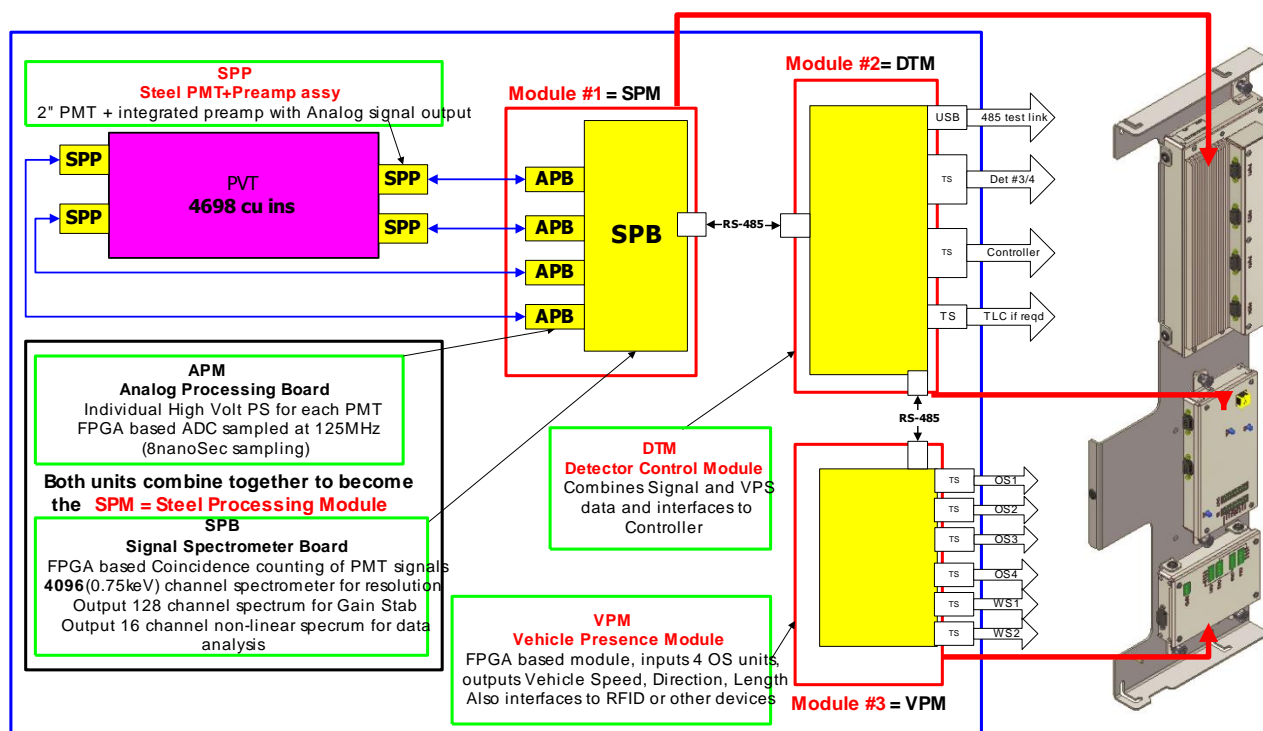 SPP
Steel PMT+Preamp assy
2" PMT + integrated preamp with Analog signal output
SPP
SPP
SPP
SPP
PVT
4698 cu ins
Module #1 = SPM
APB
APB
APB
APB
SPB
RS-485
Module #2= DTM
USB
485 test link
TS
Det #3/4
TS
Controller
TS
TLC if reqd
RS-485
APM
Analog Processing Board
Individual High Volt PS for each PMT
FPGA based ADC sampled at 125MHz
(8nanoSec sampling)
Both units combine together to become
the SPM = Steel Processing Module
SPB
Signal Spectrometer Board
FPGA based Coincidence counting of PMT signals
4096(0.75keV) channel spectrometer for resolution
Output 128 channel spectrum for Gain Stab
Output 16 channel non-linear specrum for data
analysis
DTM
Detector Control Module
Combines Signal and VPS
data and interfaces to
Controller
VPM
Vehicle Presence Module
FPGA based module, inputs 4 OS units,
outputs Vehicle Speed, Direction, Length
Also interfaces to RFID or other devices
TS
OS1
TS
OS2
TS
OS3
TS
OS4
TS
WS1
TS
WS2
Module #3 = VPM